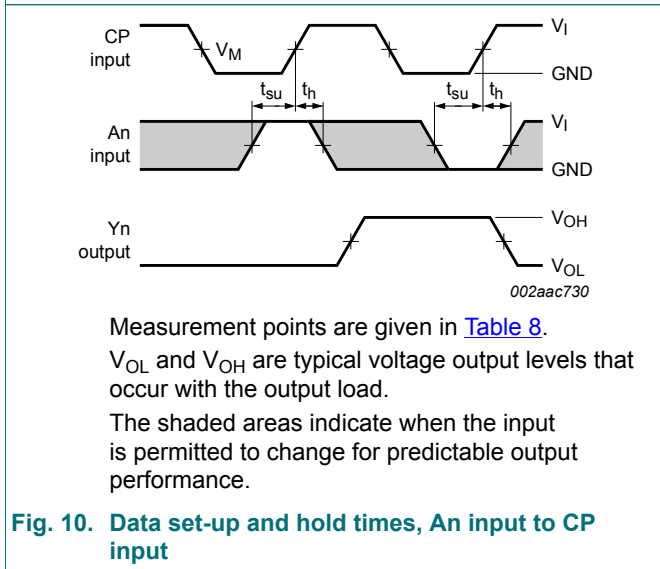 CP
input
V_M
V_I
GND
t_su
t_h
t_su
t_h
An
input
V_I
GND
Yn
output
V_OH
V_OL
002aac730
Measurement points are given in Table 8.
V_OL and V_OH are typical voltage output levels that
occur with the output load.
The shaded areas indicate when the input
is permitted to change for predictable output
performance.
Fig. 10. Data set-up and hold times, An input to CP
input